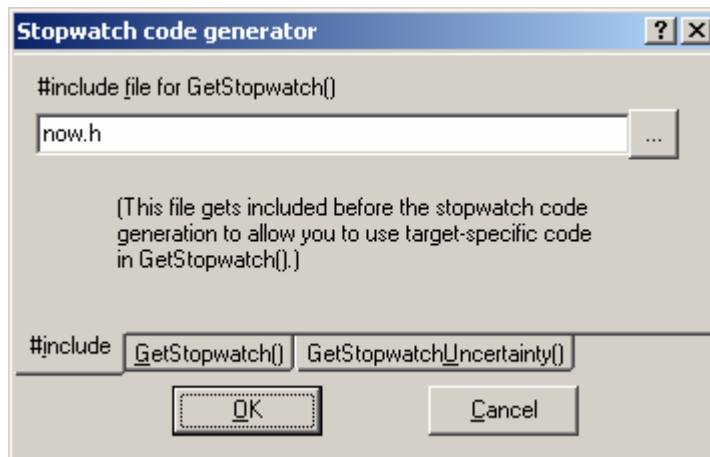 Stopwatch code generator
#include file for GetStopwatch()
now.h
...
(This file gets included before the stopwatch code
generation to allow you to use target-specific code
in GetStopwatch().)
#include GetStopwatch() GetStopwatchUncertainty()
OK Cancel